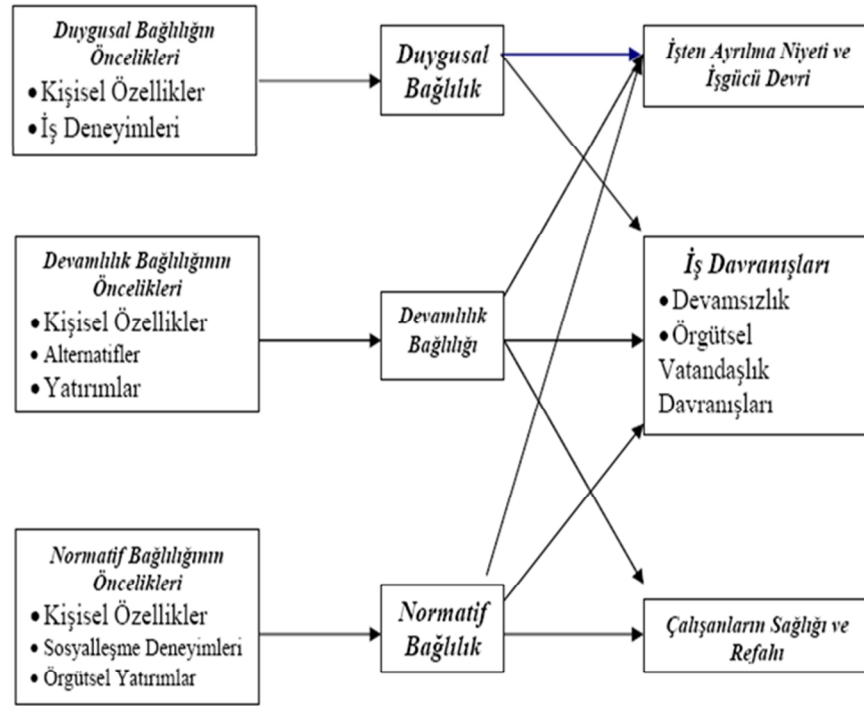 Duygusal Bağlılığın
Öncelikleri
•Kişisel Özellikler
•İş Deneyimleri
Duygusal
Bağlılık
İşten Ayrılma Niyeti ve
İşgücü Devri
Devamlılık Bağlılığının
Öncelikleri
•Kişisel Özellikler
•Alternatifler
•Yatırımlar
Devamlılık
Bağlılığı
İş Davranışları
•Devamsızlık
•Örgütsel
Vatandaşlık
Davranışları
Normatif Bağlılığının
Öncelikleri
•Kişisel Özellikler
•Sosyalleşme Deneyimleri
•Örgütsel Yatırımlar
Normatif
Bağlılık
Çalışanların Sağlığı ve
Refahı